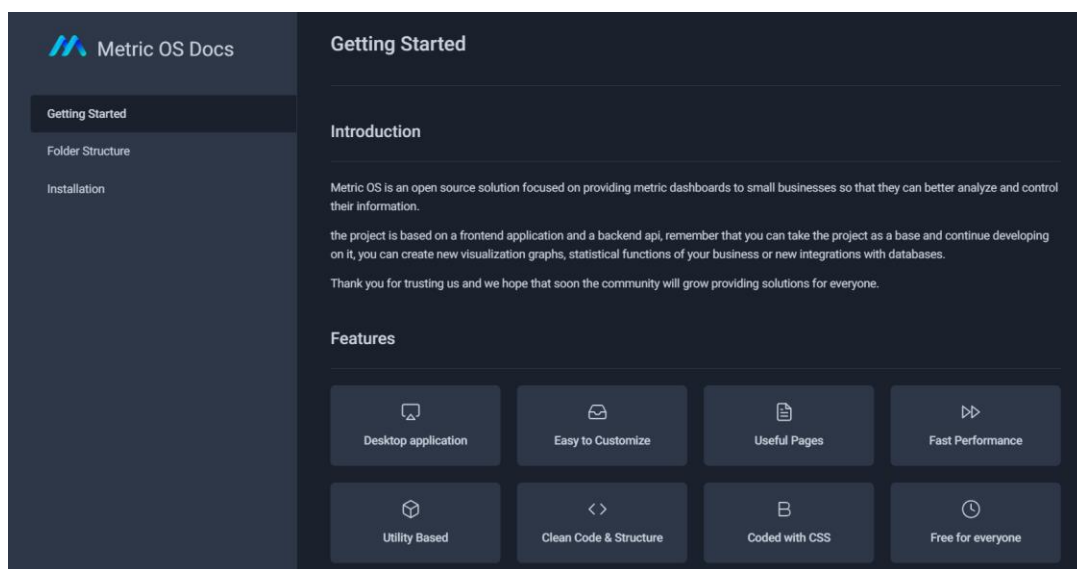 Metric OS Docs
Getting Started
Folder Structure
Installation
Getting Started
Introduction
Metric OS is an open source solution focused on providing metric dashboards to small businesses so that they can better analyze and control
their information.
the project is based on a frontend application and a backend api, remember that you can take the project as a base and continue developing
on it, you can create new visualization graphs, statistical functions of your business or new integrations with databases.
Thank you for trusting us and we hope that soon the community will grow providing solutions for everyone.
Features
Desktop application
Easy to Customize
Useful Pages
Fast Performance
Utility Based
Clean Code & Structure
Coded with CSS
Free for everyone